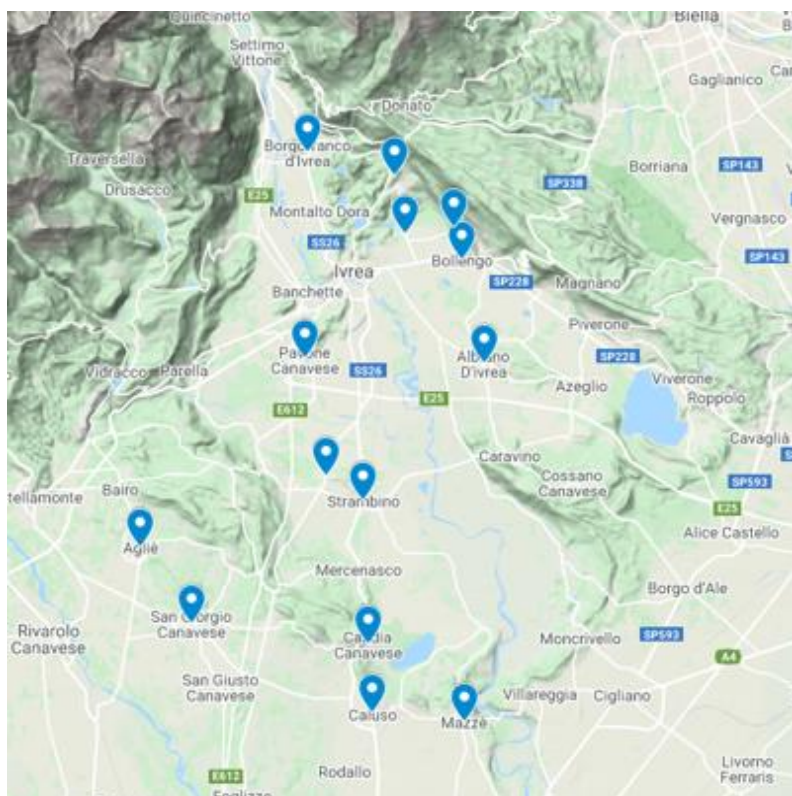 Quincinetto
Biella
Settimo
Vittone
Gaglianico
Donato
Borgofranco
d'Ivrea
Traversella
Borriana
SP143
Drusacco
E25
SP338
Montalto Dora
Vergnasco
SS26
SP143
Ivrea
Bollengo
Banchette
SP228
Magnano
Piverone
Pavone
Canavese
Albiano
D'ivrea
SP228
Vidracco
Parella
SS26
Viverone
Azeglio
Roppolo
E612
E25
Cavaglià
Caravino
Cossano
Canavese
SP593
tellamonte
Bairo
Strambino
E25
Agliè
Alice Castello
Mercenasco
Borgo d'Ale
San Giorgio
Canavese
Rivarolo
Canavese
Candia
Canavese
Moncrivello
SP593
A4
San Giusto
Canavese
Villareggia
Cigliano
Caluso
Mazzè
Rodallo
Livorno
Ferraris
E612